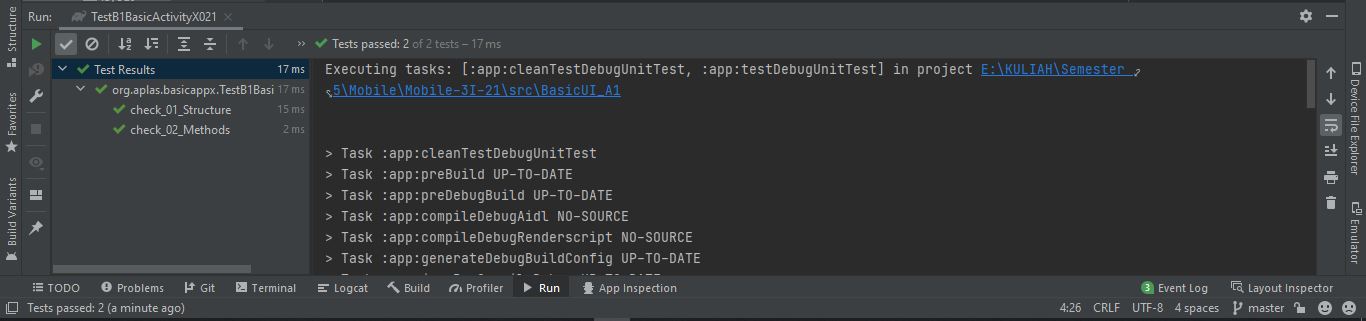 Run: TestB1BasicActivityX021
Tests passed: 2 of 2 tests – 17 ms
Test Results 17 ms
org.aplas.basicappx.TestB1Basi 17 ms
check_01_Structure 15 ms
check_02_Methods 2 ms
Executing tasks: [:app:cleanTestDebugUnitTest, :app:testDebugUnitTest] in project E:\KULIAH\Semester
5\Mobile\Mobile-3I-21\src\BasicUI_A1
> Task :app:cleanTestDebugUnitTest
> Task :app:preBuild UP-TO-DATE
> Task :app:preDebugBuild UP-TO-DATE
> Task :app:compileDebugAidl NO-SOURCE
> Task :app:compileDebugRenderscript NO-SOURCE
> Task :app:generateDebugBuildConfig UP-TO-DATE
Structure
Favorites
Build Variants
Device File Explorer
Emulator
TODO Problems Git Terminal Logcat Build Profiler Run App Inspection 3 Event Log Layout Inspector
Tests passed: 2 (a minute ago) 4:26 CRLF UTF-8 4 spaces master